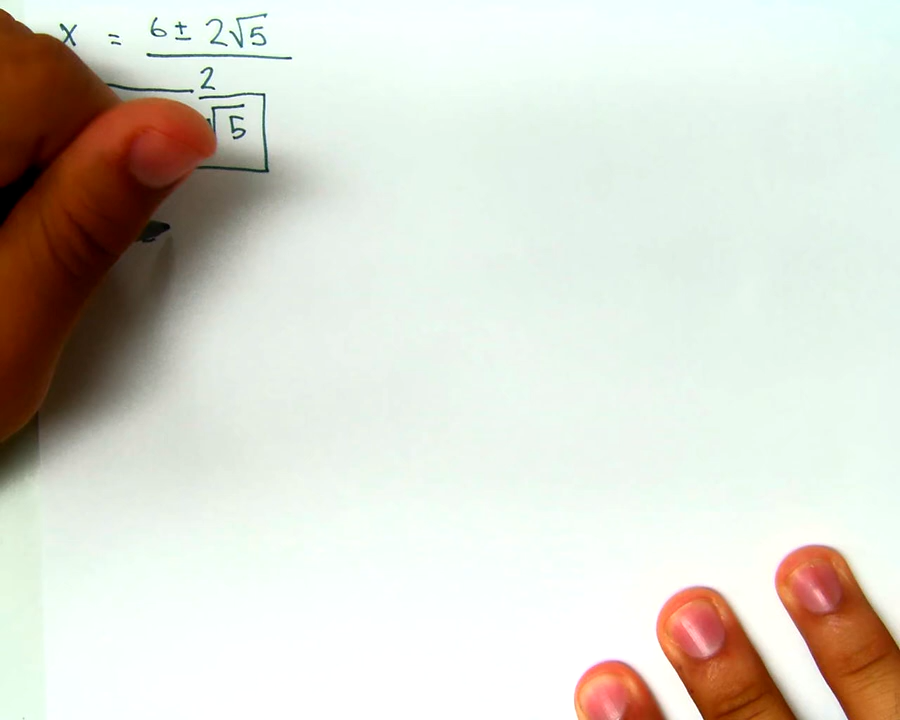 x = 6 ± 2√5 / 2
√5